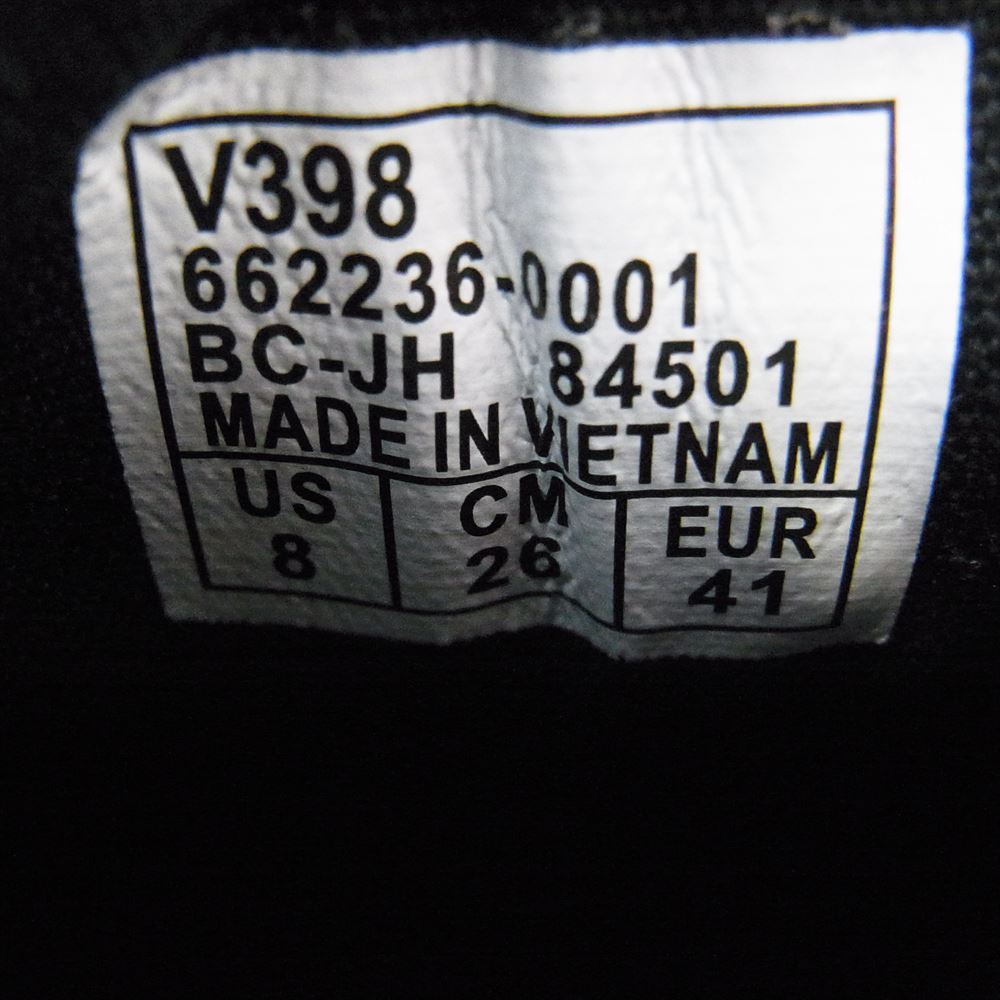 V398
662236-0001
BC-JH 84501
MADE IN VIETNAM
US CM EUR
8 26 41